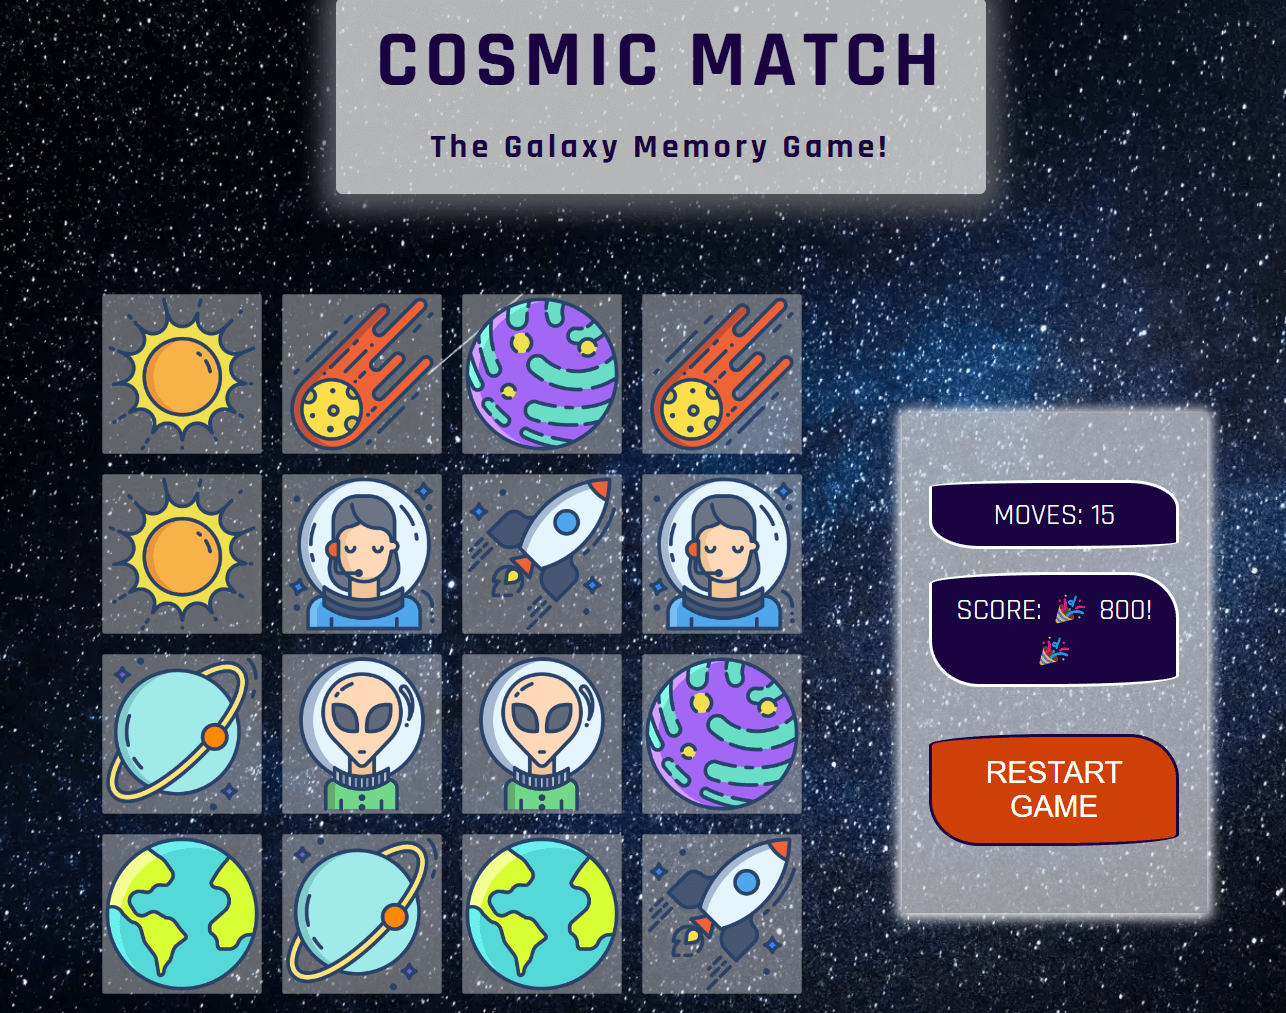 COSMIC MATCH
The Galaxy Memory Game!
MOVES: 15
SCORE: 🎉 800!
🎉
RESTART
GAME